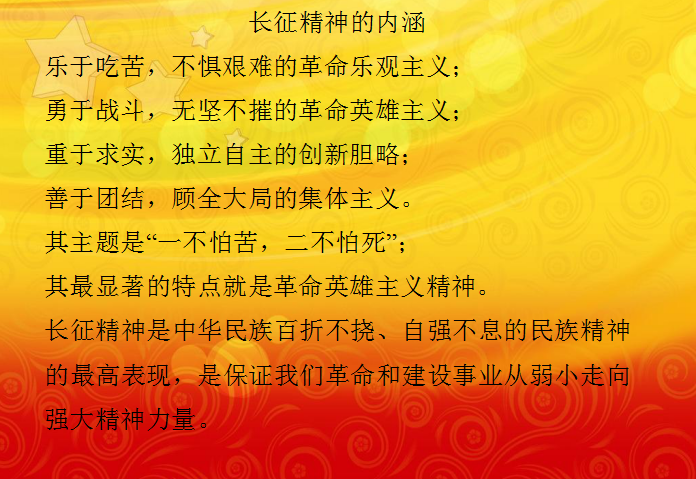 长征精神的内涵
乐于吃苦，不惧艰难的革命乐观主义；
勇于战斗，无坚不摧的革命英雄主义；
重于求实，独立自主的创新胆略；
善于团结，顾全大局的集体主义。
其主题是“一不怕苦，二不怕死”；
其最显著的特点就是革命英雄主义精神。
长征精神是中华民族百折不挠、自强不息的民族精神
的最高表现，是保证我们革命和建设事业从弱小走向
强大精神力量。